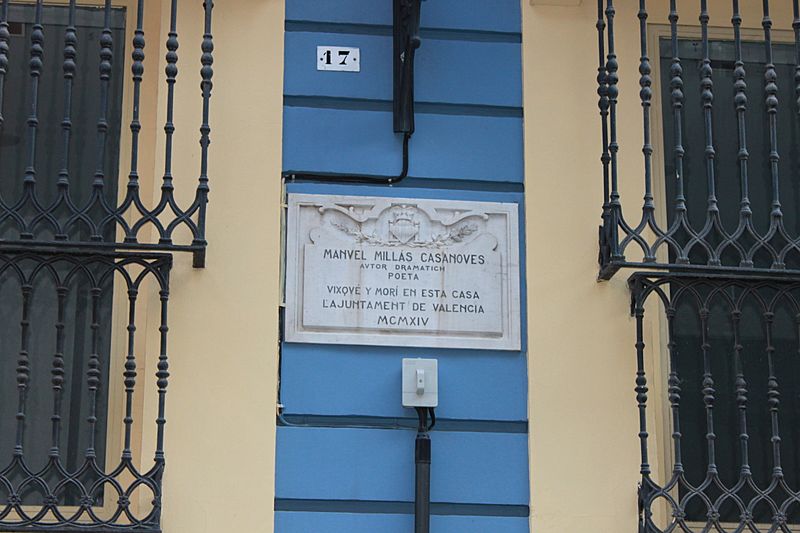 17
MANVEL MILLÁS CASANOVES
AVTOR DRAMATICH
POETA
VIXQVÉ Y MORÍ EN ESTA CASA
L'AJUNTAMENT DE VALENCIA
MCMXIV